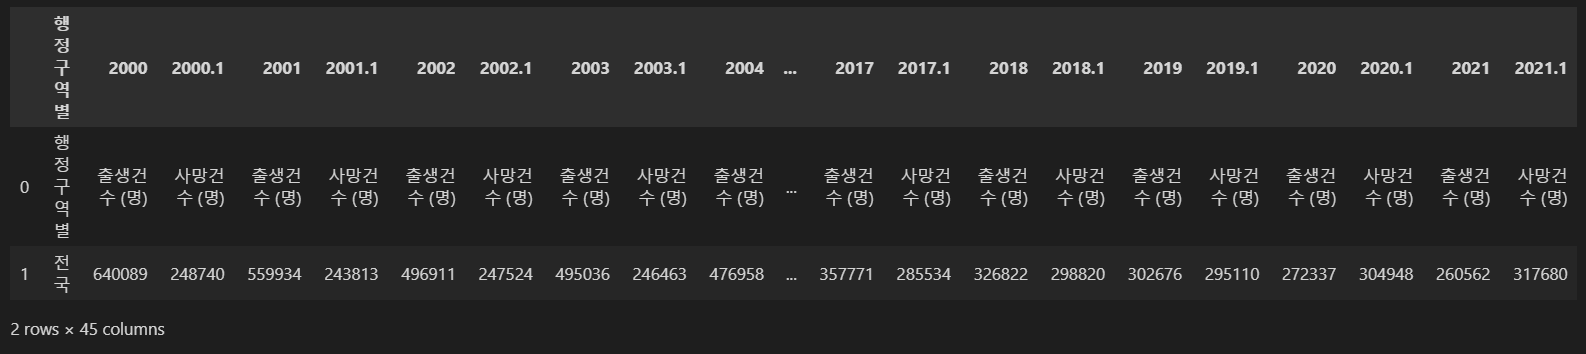 행정구역별 2000 2000.1 2001 2001.1 2002 2002.1 2003 2003.1 2004 ... 2017 2017.1 2018 2018.1 2019 2019.1 2020 2020.1 2021 2021.1
0 행정구역별 출생건수 (명) 사망건수 (명) 출생건수 (명) 사망건수 (명) 출생건수 (명) 사망건수 (명) 출생건수 (명) 사망건수 (명) 출생건수 (명) ... 출생건수 (명) 사망건수 (명) 출생건수 (명) 사망건수 (명) 출생건수 (명) 사망건수 (명) 출생건수 (명) 사망건수 (명) 출생건수 (명) 사망건수 (명)
1 전국 640089 248740 559934 243813 496911 247524 495036 246463 476958 ... 357771 285534 326822 298820 302676 295110 272337 304948 260562 317680
2 rows × 45 columns